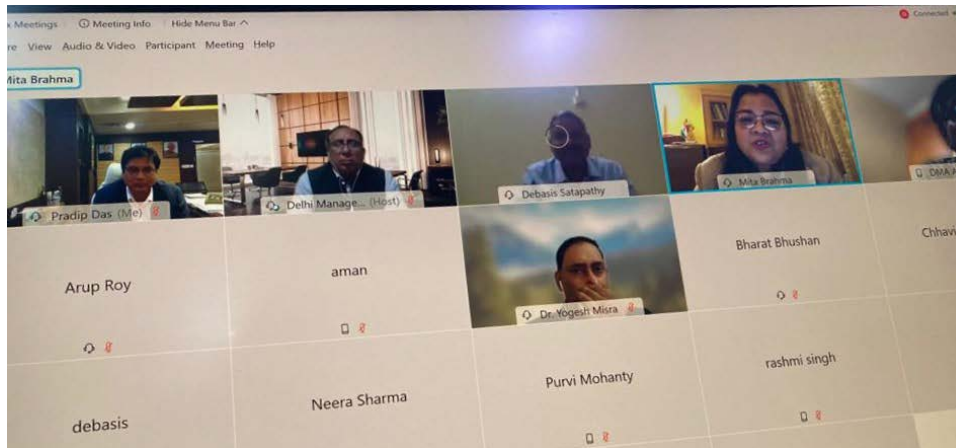 Meetings Meeting Info Hide Menu Bar Connected
View Audio & Video Participant Meeting Help
Mita Brahma
Pradip Das (Me) Delhi Manage... (Host) Debasis Satapathy Mita Brahma DMA
Arup Roy aman Dr. Yogesh Misra Bharat Bhushan Chhavi
debasis Neera Sharma Purvi Mohanty rashmi singh